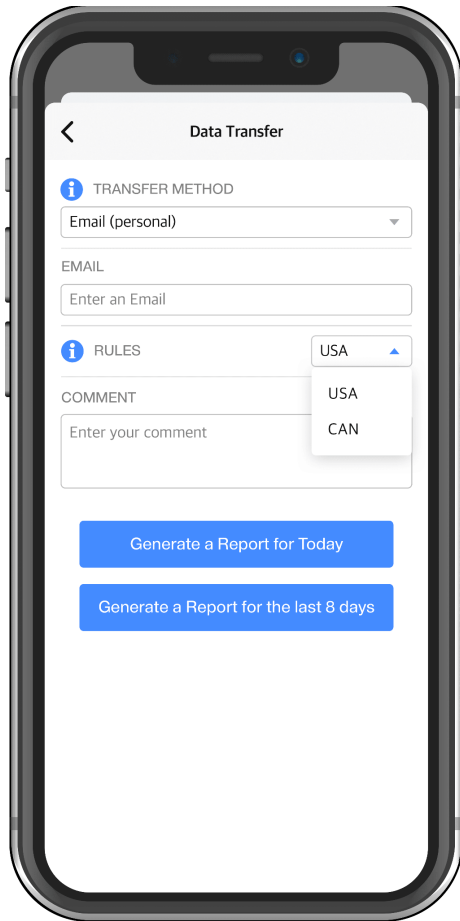 Data Transfer
TRANSFER METHOD
Email (personal)
EMAIL
Enter an Email
RULES
USA
USA
CAN
COMMENT
Enter your comment
Generate a Report for Today
Generate a Report for the last 8 days